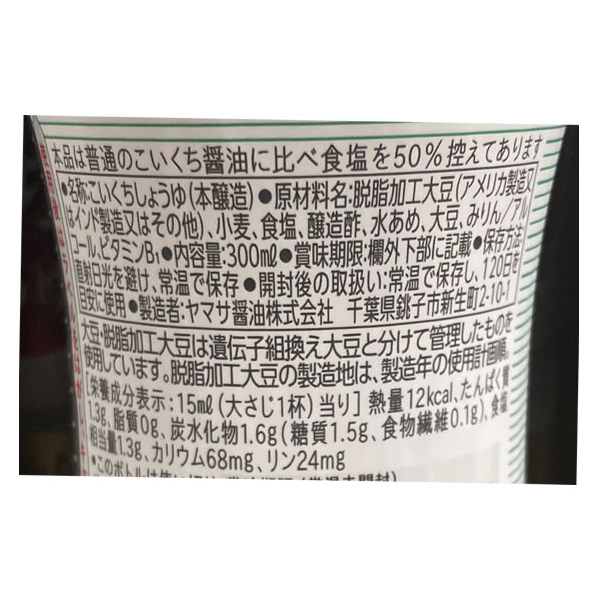 本品は普通のこいくち醤油に比べ食塩を50%控えてあります
●名称:こいくちしょうゆ(本醸造) ●原材料名:脱脂加工大豆(アメリカ製造又
はインド製造又はその他)、小麦、食塩、醸造酢、水あめ、大豆、みりん/アル
コール、ビタミンB₁ ●内容量:300mℓ ●賞味期限:欄外下部に記載 ●保存方法:
直射日光を避け、常温で保存 ●開封後の取扱い:常温で保存し、120日を
目安に使用 ●製造者:ヤマサ醤油株式会社 千葉県銚子市新生町2-10-1
大豆・脱脂加工大豆は遺伝子組換え大豆と分けて管理したものを
使用しています。脱脂加工大豆の製造地は、製造年の使用計画順。
[栄養成分表示:15mℓ(大さじ1杯)当り] 熱量12kcal、たんぱく質
1.3g、脂質0g、炭水化物1.6g(糖質1.5g、食物繊維0.1g)、食塩
相当量1.3g、カリウム68mg、リン24mg
●このボトルは